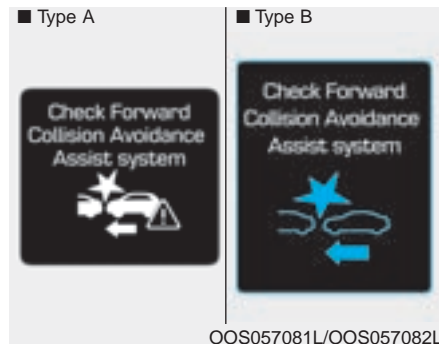 ■ Type A
■ Type B
Check Forward
Collision Avoidance
Assist system
Check Forward
Collision Avoidance
Assist system
OOS057081L/OOS057082L